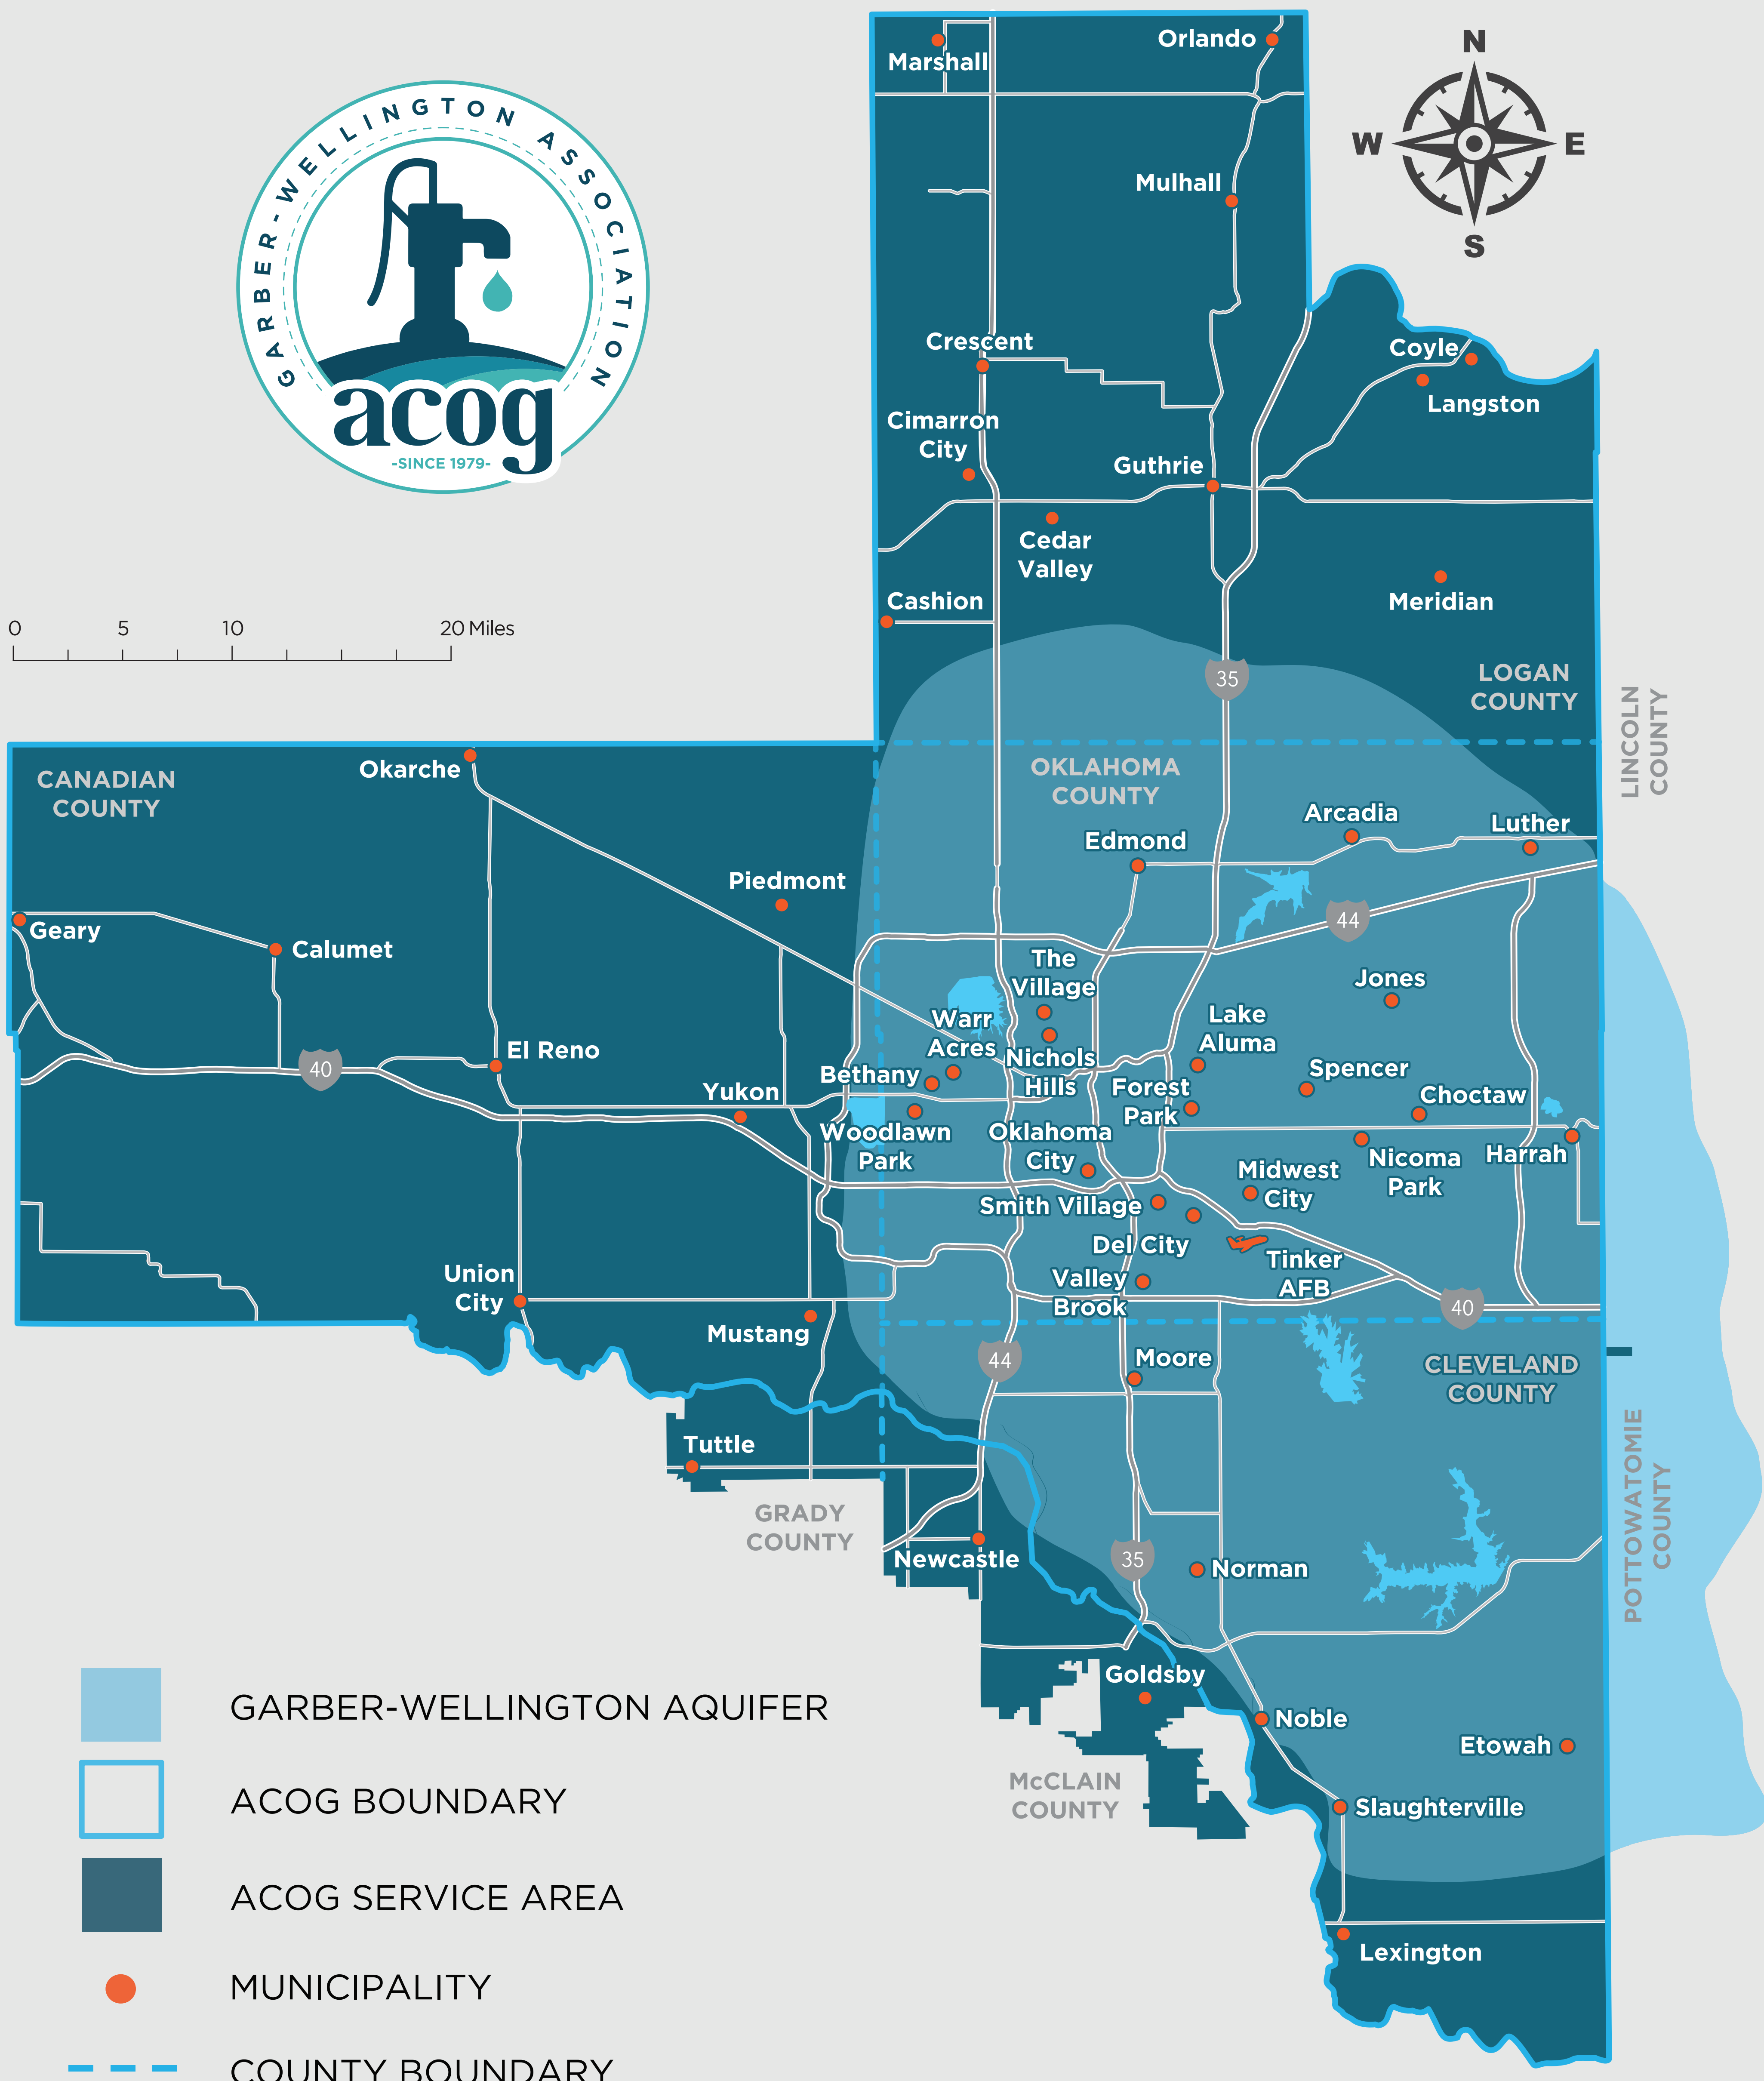 GARBER-WELLINGTON ASSOCIATION
acog
-SINCE 1979-
N
W
E
S
0
5
10
20 Miles
Marshall
Orlando
Mulhall
Crescent
Coyle
Langston
Cimarron
City
Guthrie
Cedar
Valley
Meridian
Cashion
35
LOGAN
COUNTY
LINCOLN
COUNTY
CANADIAN
COUNTY
Okarche
OKLAHOMA
COUNTY
Arcadia
Luther
Edmond
Piedmont
44
Geary
Calumet
The
Village
Jones
Warr
Acres
Lake
Aluma
Nichols
Hills
El Reno
40
Bethany
Spencer
Yukon
Forest
Park
Choctaw
Woodlawn
Park
Oklahoma
City
Harrah
Nicoma
Park
Midwest
City
Smith Village
Del City
Tinker
AFB
Valley
Brook
Union
City
40
Mustang
44
Moore
CLEVELAND
COUNTY
Tuttle
POTTOWATOMIE
COUNTY
GRADY
COUNTY
Newcastle
35
Norman
Goldsby
Noble
Etowah
McCLAIN
COUNTY
Slaughterville
Lexington
GARBER-WELLINGTON AQUIFER
ACOG BOUNDARY
ACOG SERVICE AREA
MUNICIPALITY
COUNTY BOUNDARY